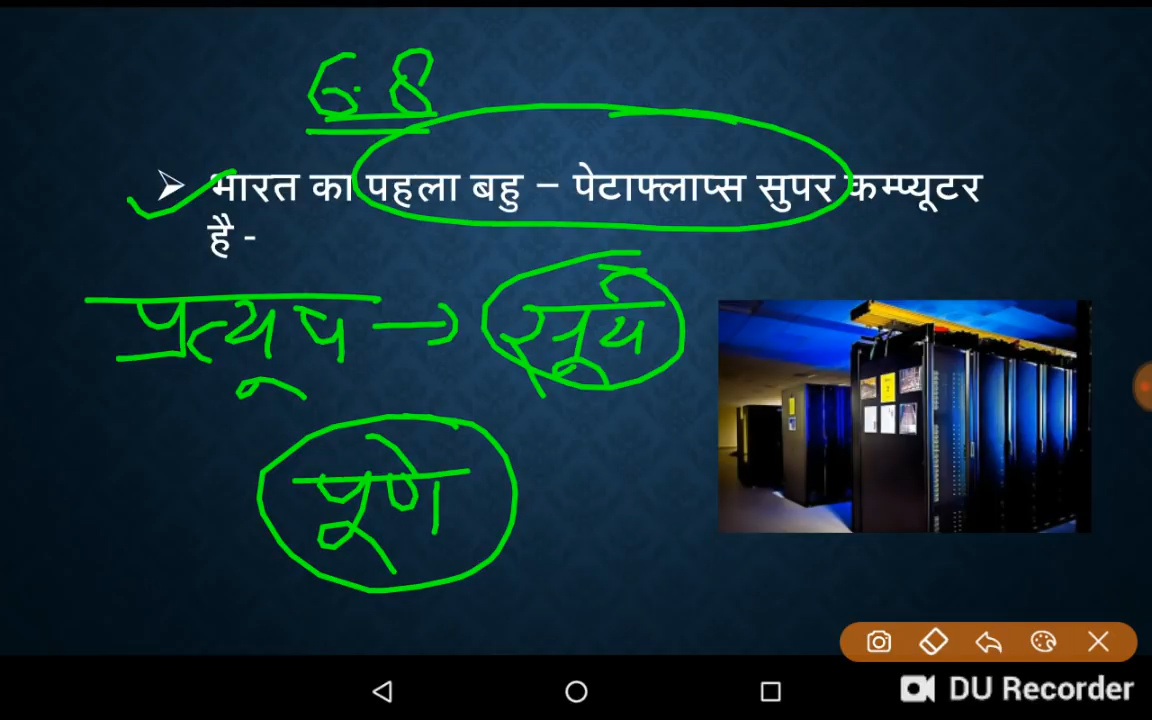 6.8
भारत का पहला बहु – पेटाफ्लाप्स सुपर कम्प्यूटर
है -
प्रत्यूष → सूर्य
पूणे
DU Recorder